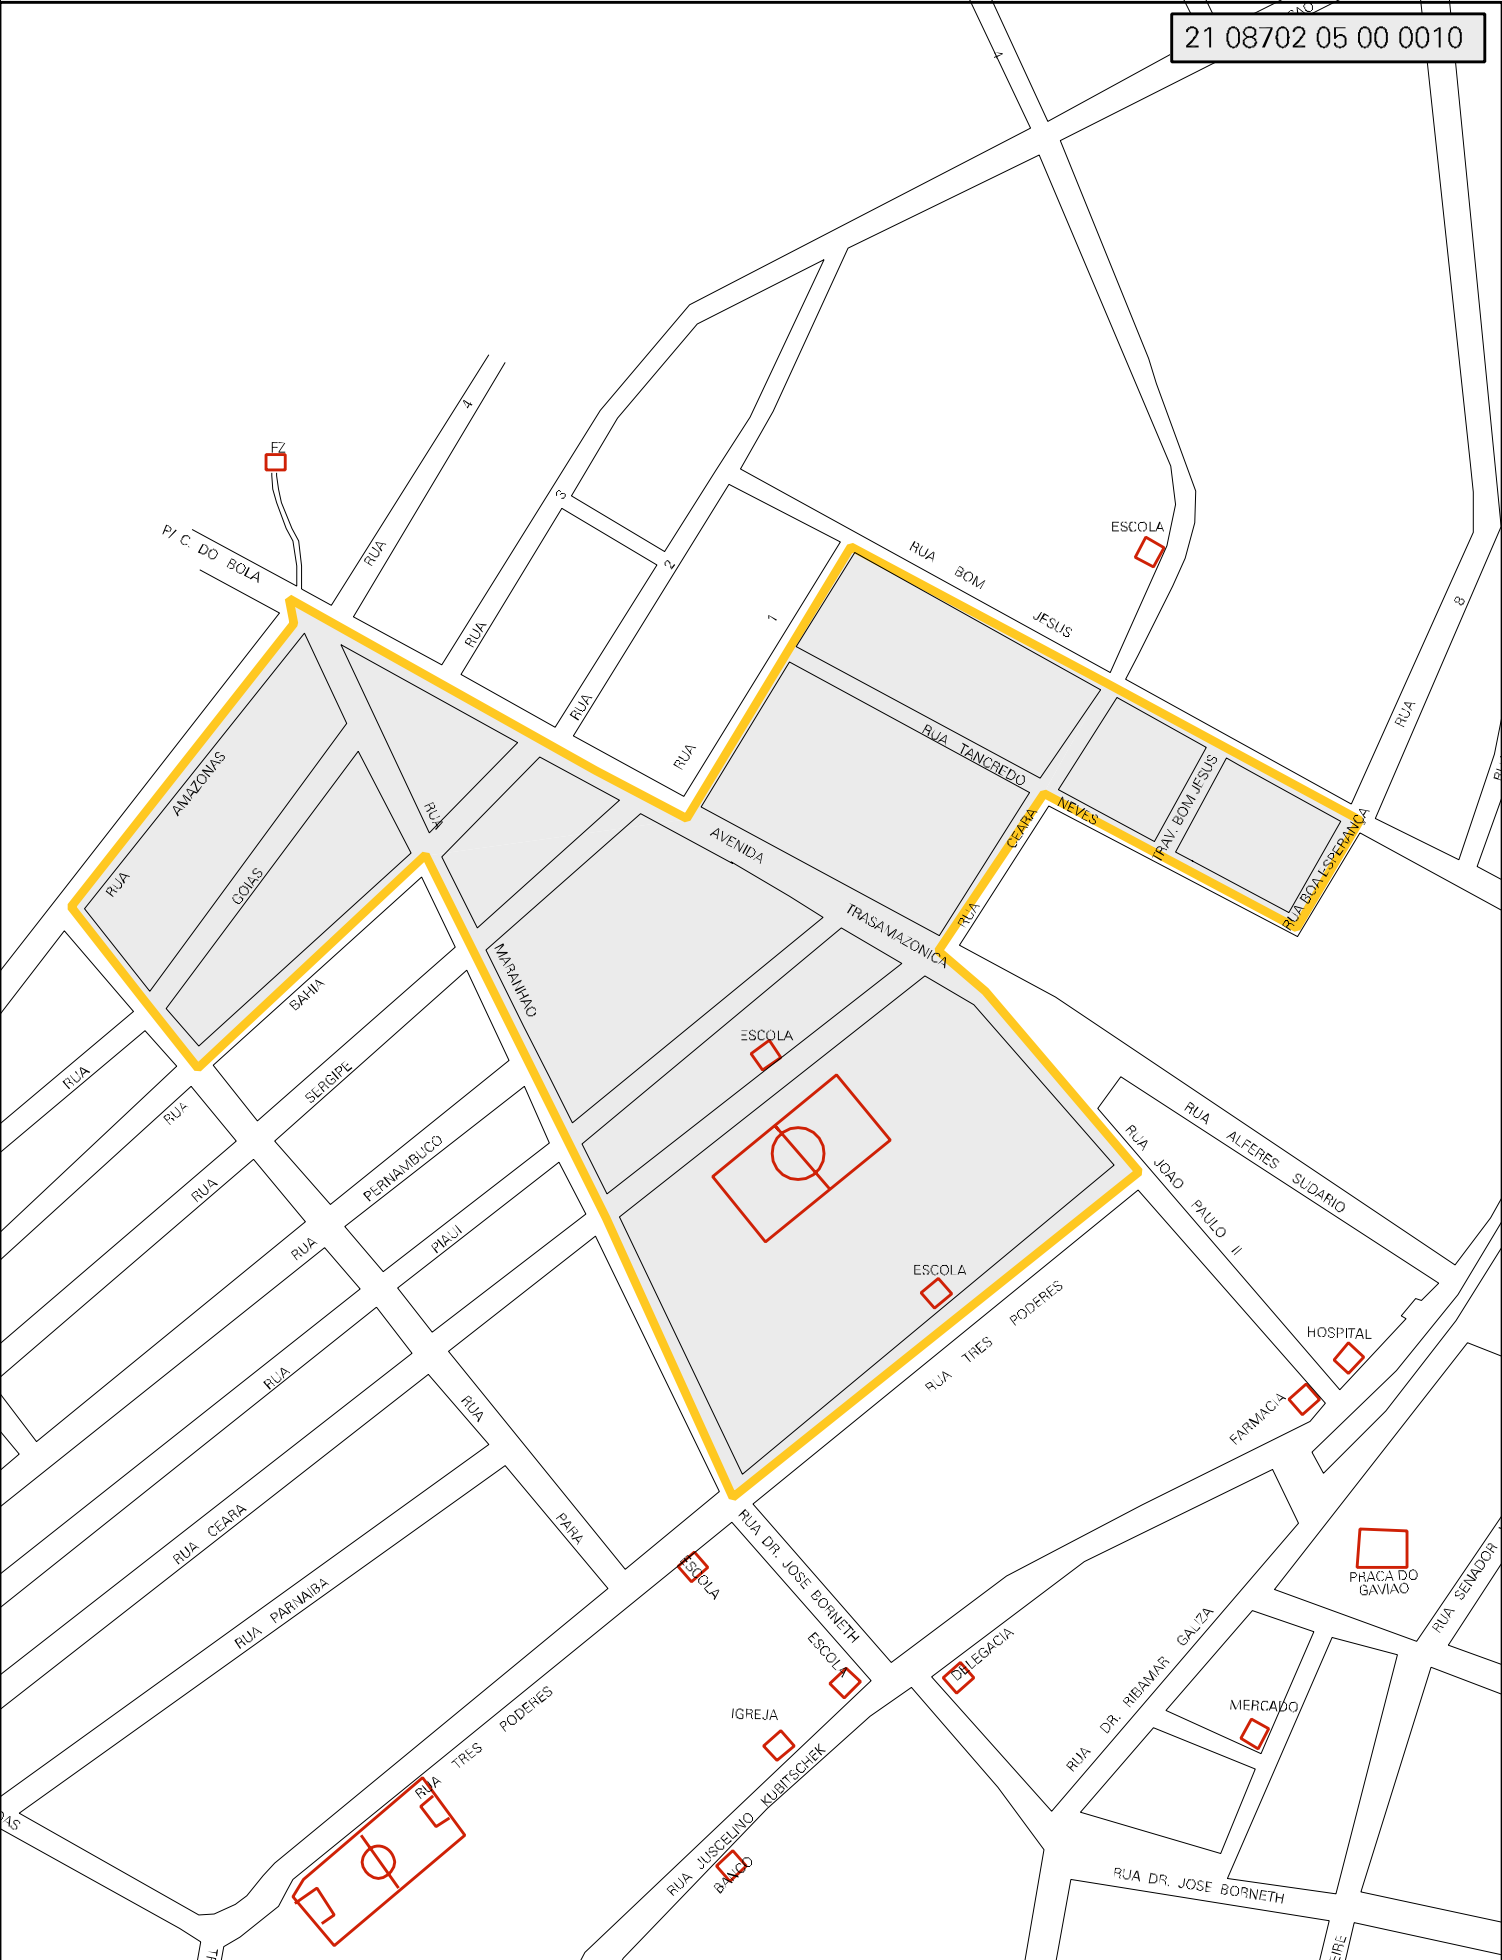 21 08702 05 00 0010
4
4
FZ
P/ C. DO BOLA
RUA
3
ESCOLA
RUA BOM JESUS
2
8
1
RUA
RUA
RUA
RUA
RUA TANCREDO NEVES
TRAV. BOM JESUS
RUA AMAZONAS
RUA
AVENIDA TRASAMAZONICA
RUA CEARA
RUA BOA ESPERANÇA
GOIAS
MARANHAO
BAHIA
ESCOLA
RUA
SERGIPE
RUA
RUA ALFERES SUDARIO
RUA JOAO PAULO II
PERNAMBUCO
RUA
PIAUI
RUA
ESCOLA
RUA TRES PODERES
HOSPITAL
FARMACIA
RUA
RUA PARA
RUA CEARA
RUA DR. JOSE BORNETH
ESCOLA
PRACA DO
GAVIAO
RUA SENADOR
RUA PARNAIBA
ESCOLA
DELEGACIA
RUA DR. RIBAMAR GALIZA
IGREJA
MERCADO
RUA TRES PODERES
RUA JUSCELINO KUBITSCHEK
BANCO
RUA DR. JOSE BORNETH